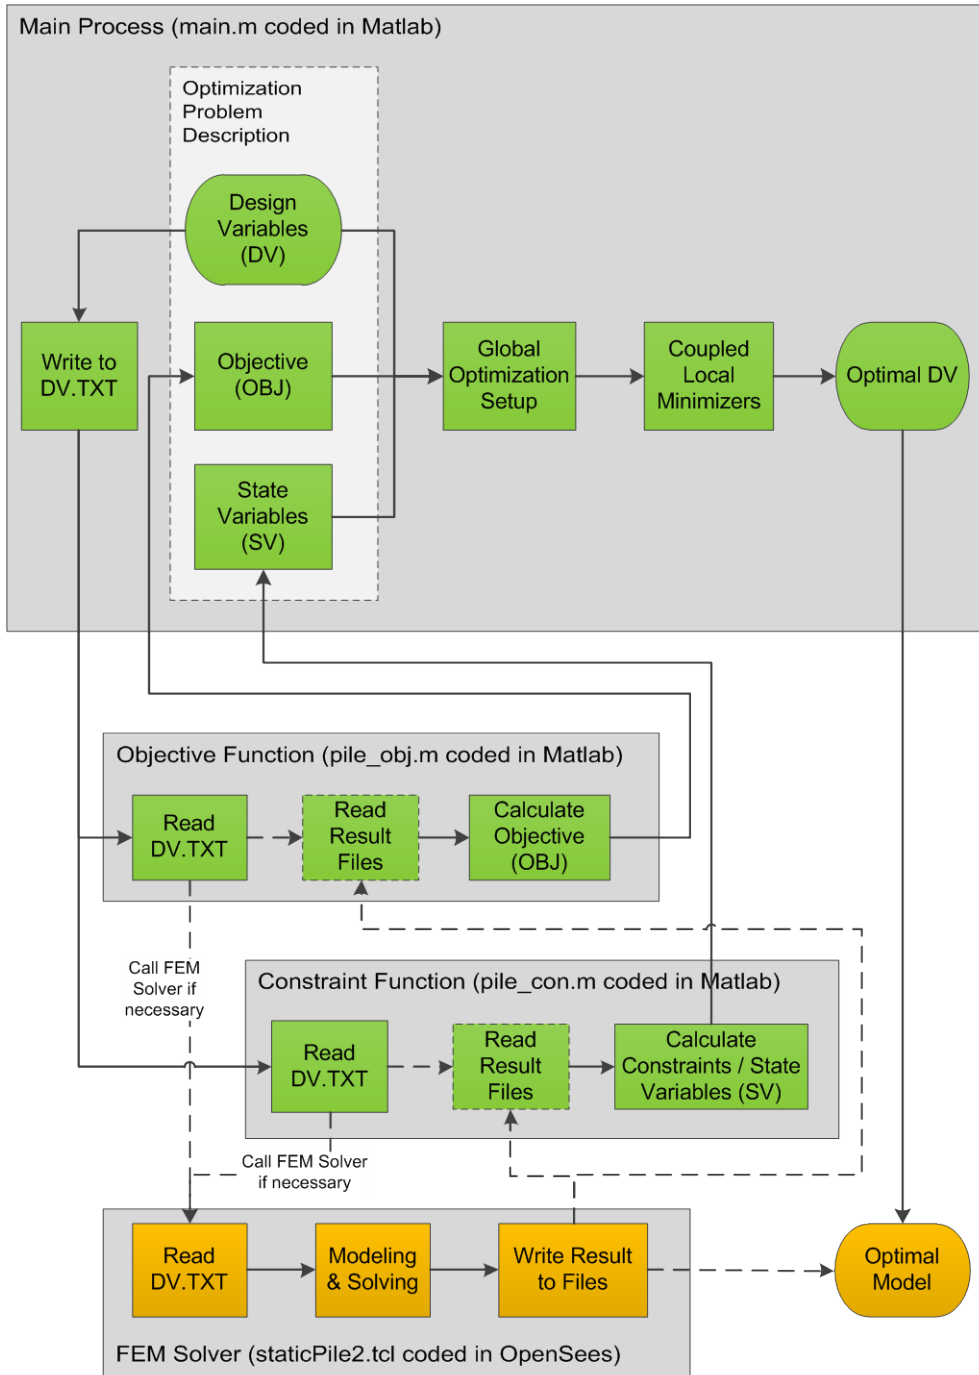 Main Process (main.m coded in Matlab)
Optimization
Problem
Description
Design
Variables
(DV)
Write to
DV.TXT
Objective
(OBJ)
Global
Optimization
Setup
Coupled
Local
Minimizers
Optimal DV
State
Variables
(SV)
Objective Function (pile_obj.m coded in Matlab)
Read
DV.TXT
Read
Result
Files
Calculate
Objective
(OBJ)
Call FEM
Solver if
necessary
Constraint Function (pile_con.m coded in Matlab)
Read
DV.TXT
Read
Result
Files
Calculate
Constraints / State
Variables (SV)
Call FEM Solver
if necessary
Read
DV.TXT
Modeling
& Solving
Write Result
to Files
Optimal
Model
FEM Solver (staticPile2.tcl coded in OpenSees)